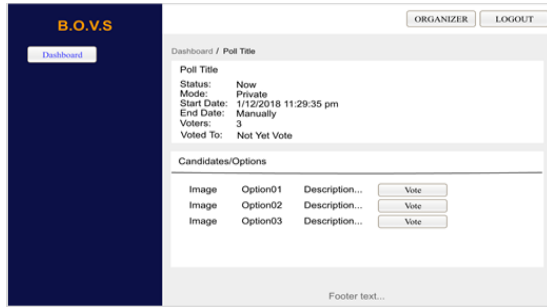 B.O.V.S
ORGANIZER LOGOUT
Dashboard
Dashboard / Poll Title
Poll Title
Status: Now
Mode: Private
Start Date: 1/12/2018 11:29:35 pm
End Date: Manually
Voters: 3
Voted To: Not Yet Vote
Candidates/Options
Image Option01 Description... Vote
Image Option02 Description... Vote
Image Option03 Description... Vote
Footer text...